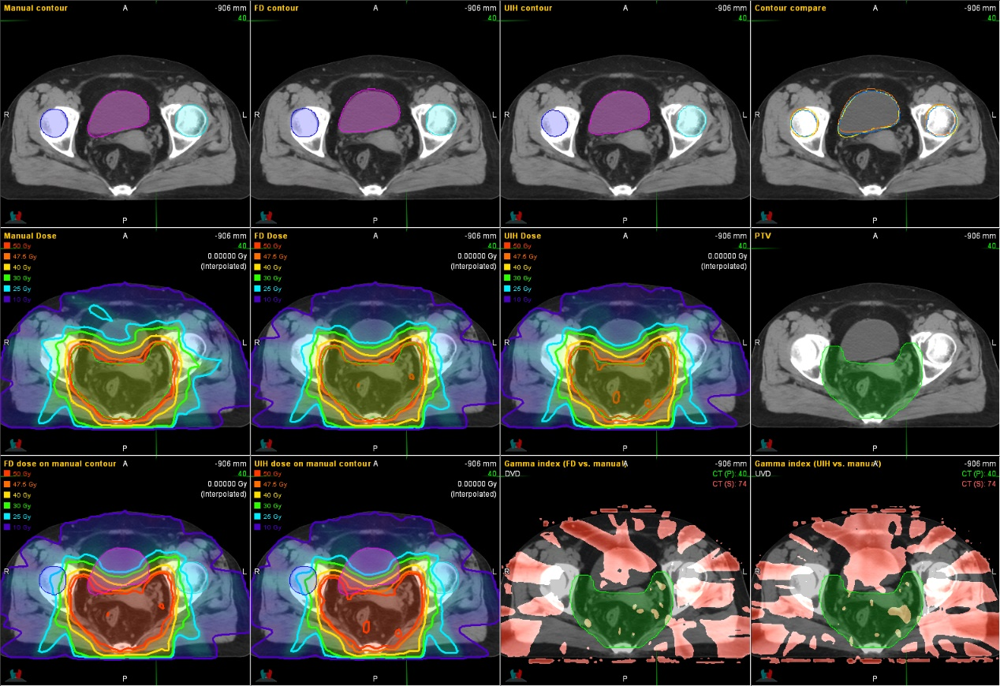 Manual contour A -906 mm
40
R L
P
FD contour A -906 mm
40
R L
P
UIH contour A -906 mm
40
R L
P
Contour compare A -906 mm
40
R L
P
Manual Dose A -906 mm
50 Gy 40
47.5 Gy 0.00000 Gy
40 Gy (Interpolated)
30 Gy
25 Gy
10 Gy
R L
P
FD Dose A -906 mm
50 Gy 40
47.5 Gy 0.00000 Gy
40 Gy (Interpolated)
30 Gy
25 Gy
10 Gy
R L
P
UIH Dose A -906 mm
50 Gy 40
47.5 Gy 0.00000 Gy
40 Gy (Interpolated)
30 Gy
25 Gy
10 Gy
R L
P
PTV A -906 mm
40
R L
P
FD dose on manual contour A -906 mm
50 Gy 40
47.5 Gy 0.00000 Gy
40 Gy (Interpolated)
30 Gy
25 Gy
10 Gy
R L
P
UIH dose on manual contour A -906 mm
50 Gy 40
47.5 Gy 0.00000 Gy
40 Gy (Interpolated)
30 Gy
25 Gy
10 Gy
R L
P
Gamma index (FD vs. manual) A -906 mm
DVD CT (P): 40
CT (S): 74
R L
P
Gamma index (UIH vs. manual) A -906 mm
UVD CT (P): 40
CT (S): 74
R L
P